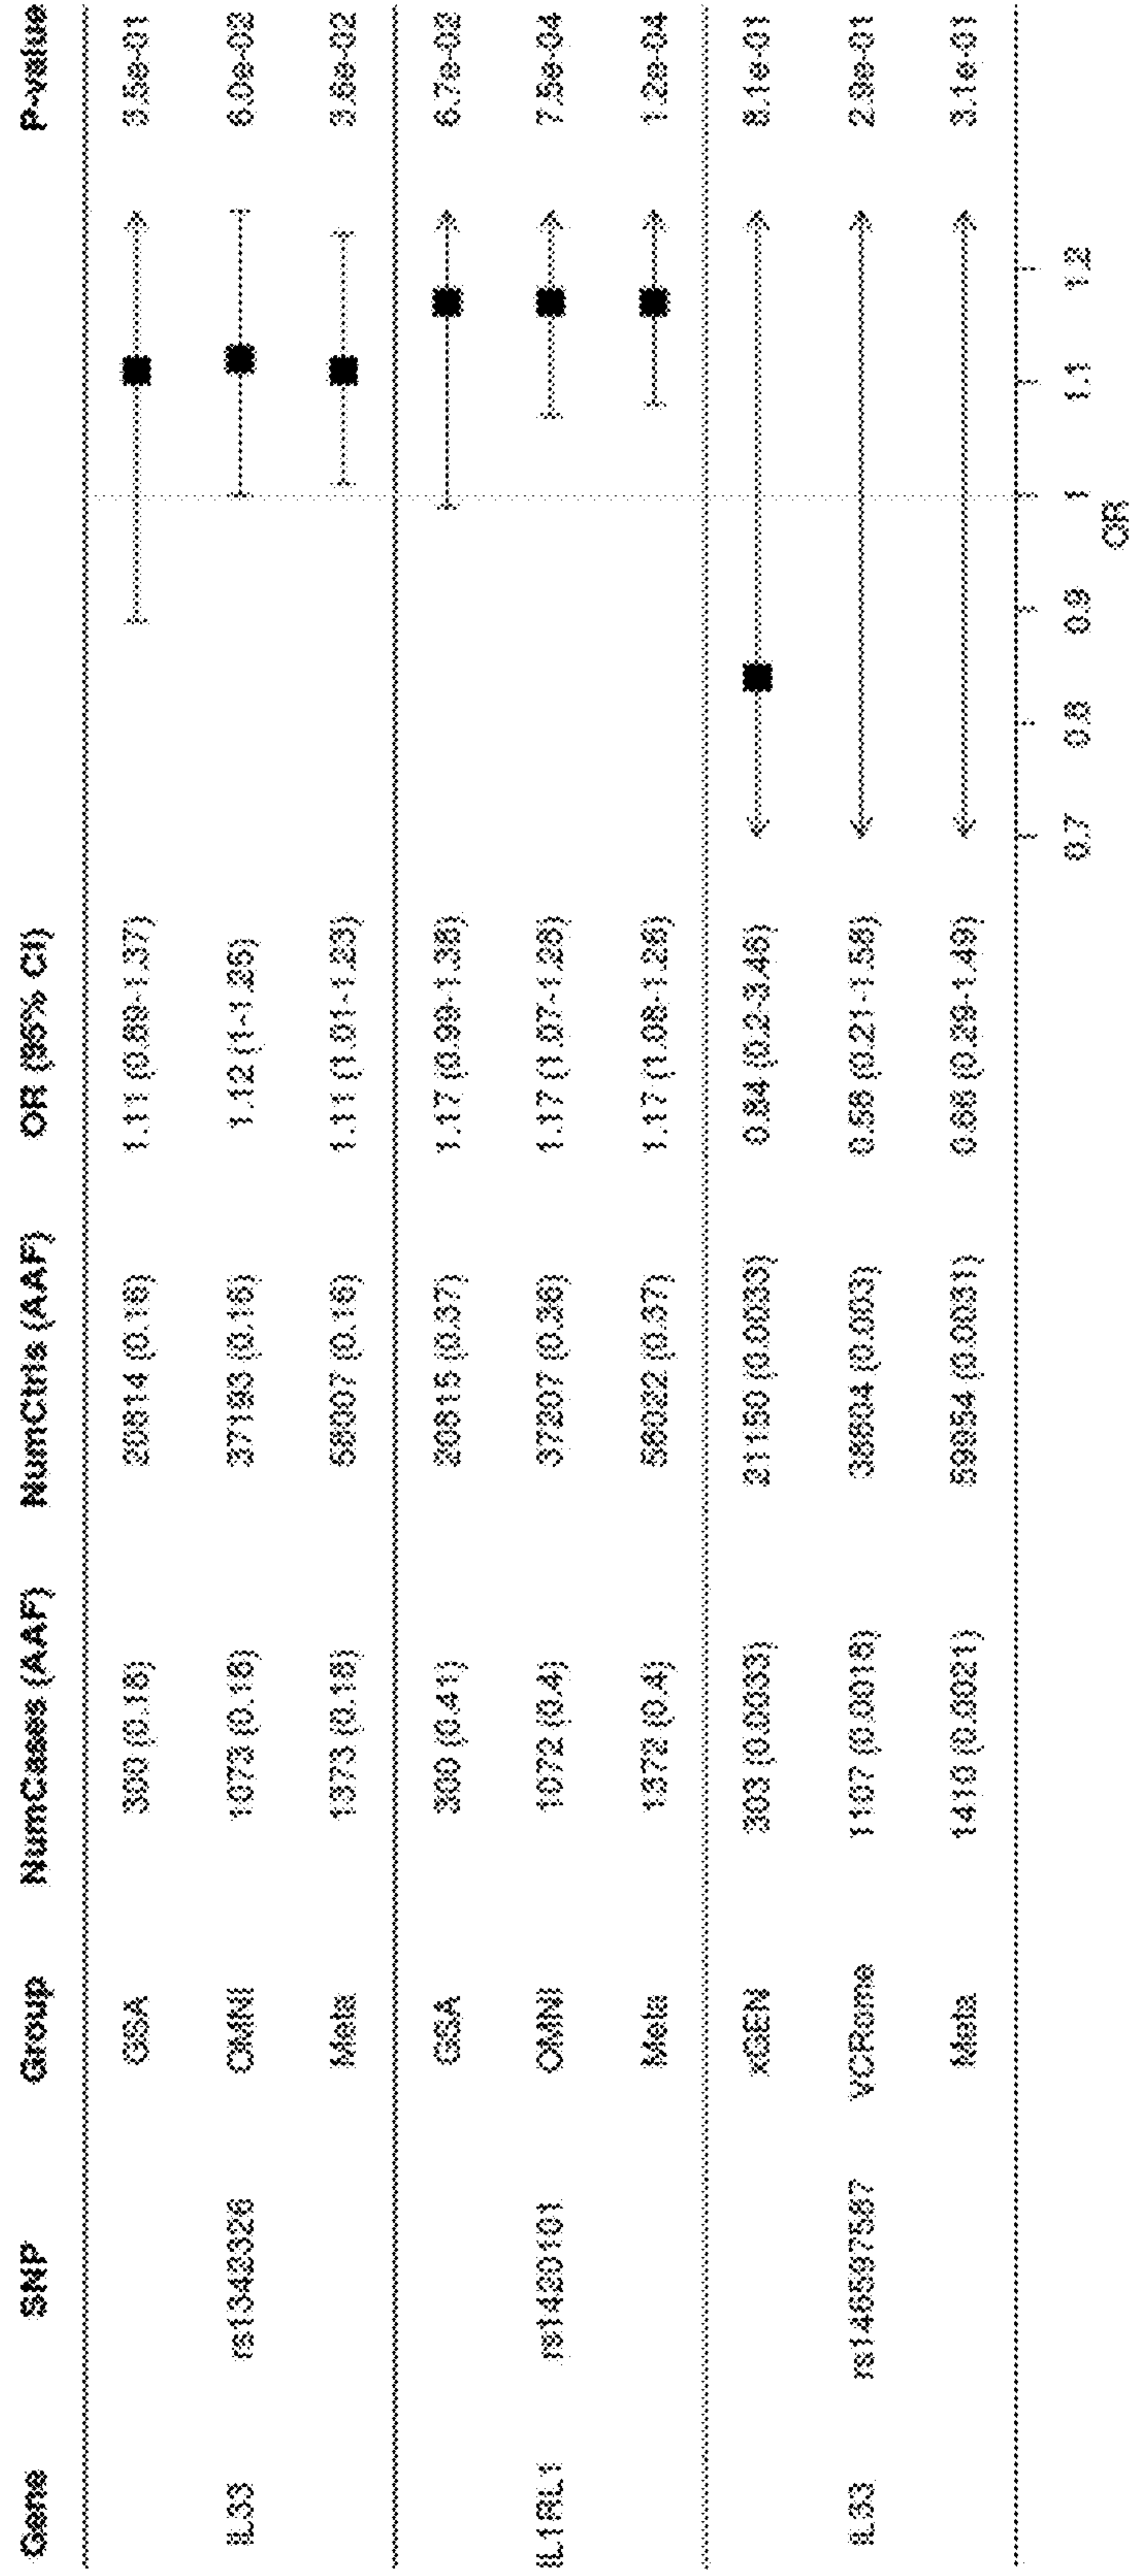 Gene SNP Group NumCases (AAF) NumCtrls (AAF) OR (95% CI) P-value
GSA 300 (0.18) 20814 (0.16) 1.11 (0.89-1.37) 3.5e-01
IL33 rs1342326 OMNI 1073 (0.18) 37193 (0.16) 1.12 (1-1.25) 6.0e-02
Meta 1373 (0.18) 58007 (0.16) 1.11 (1.01-1.23) 3.6e-02
GSA 300 (0.41) 20815 (0.37) 1.17 (0.99-1.38) 6.7e-02
IL1RL1 rs1420101 OMNI 1072 (0.4) 37207 (0.36) 1.17 (1.07-1.28) 7.5e-04
Meta 1372 (0.4) 58022 (0.37) 1.17 (1.08-1.26) 1.2e-04
xGEN 303 (0.0033) 21150 (0.0033) 0.84 (0.2-3.46) 8.1e-01
IL33 rs146597587 VCRome 1107 (0.0018) 38804 (0.003) 0.58 (0.21-1.58) 2.9e-01
Meta 1410 (0.0021) 59954 (0.0031) 0.66 (0.29-1.49) 3.1e-01
0.7 0.8 0.9 1 1.1 1.2
OR